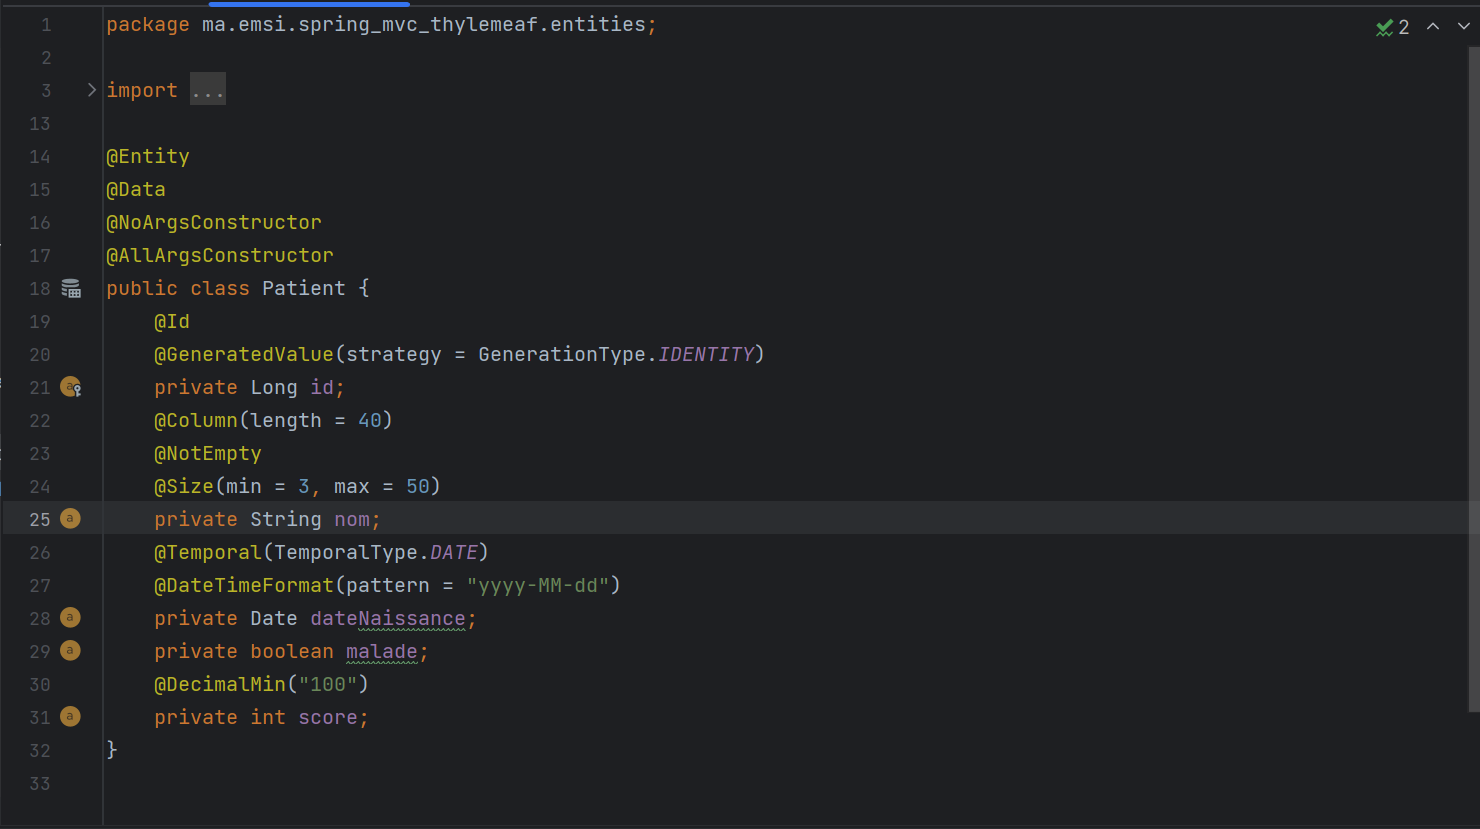 1 package ma.emsi.spring_mvc_thylemeaf.entities; 2
2
3 import ...
13
14 @Entity
15 @Data
16 @NoArgsConstructor
17 @AllArgsConstructor
18 public class Patient {
19 @Id
20 @GeneratedValue(strategy = GenerationType.IDENTITY)
21 a private Long id;
22 @Column(length = 40)
23 @NotEmpty
24 @Size(min = 3, max = 50)
25 a private String nom;
26 @Temporal(TemporalType.DATE)
27 @DateTimeFormat(pattern = "yyyy-MM-dd")
28 a private Date dateNaissance;
29 a private boolean malade;
30 @DecimalMin("100")
31 a private int score;
32 }
33